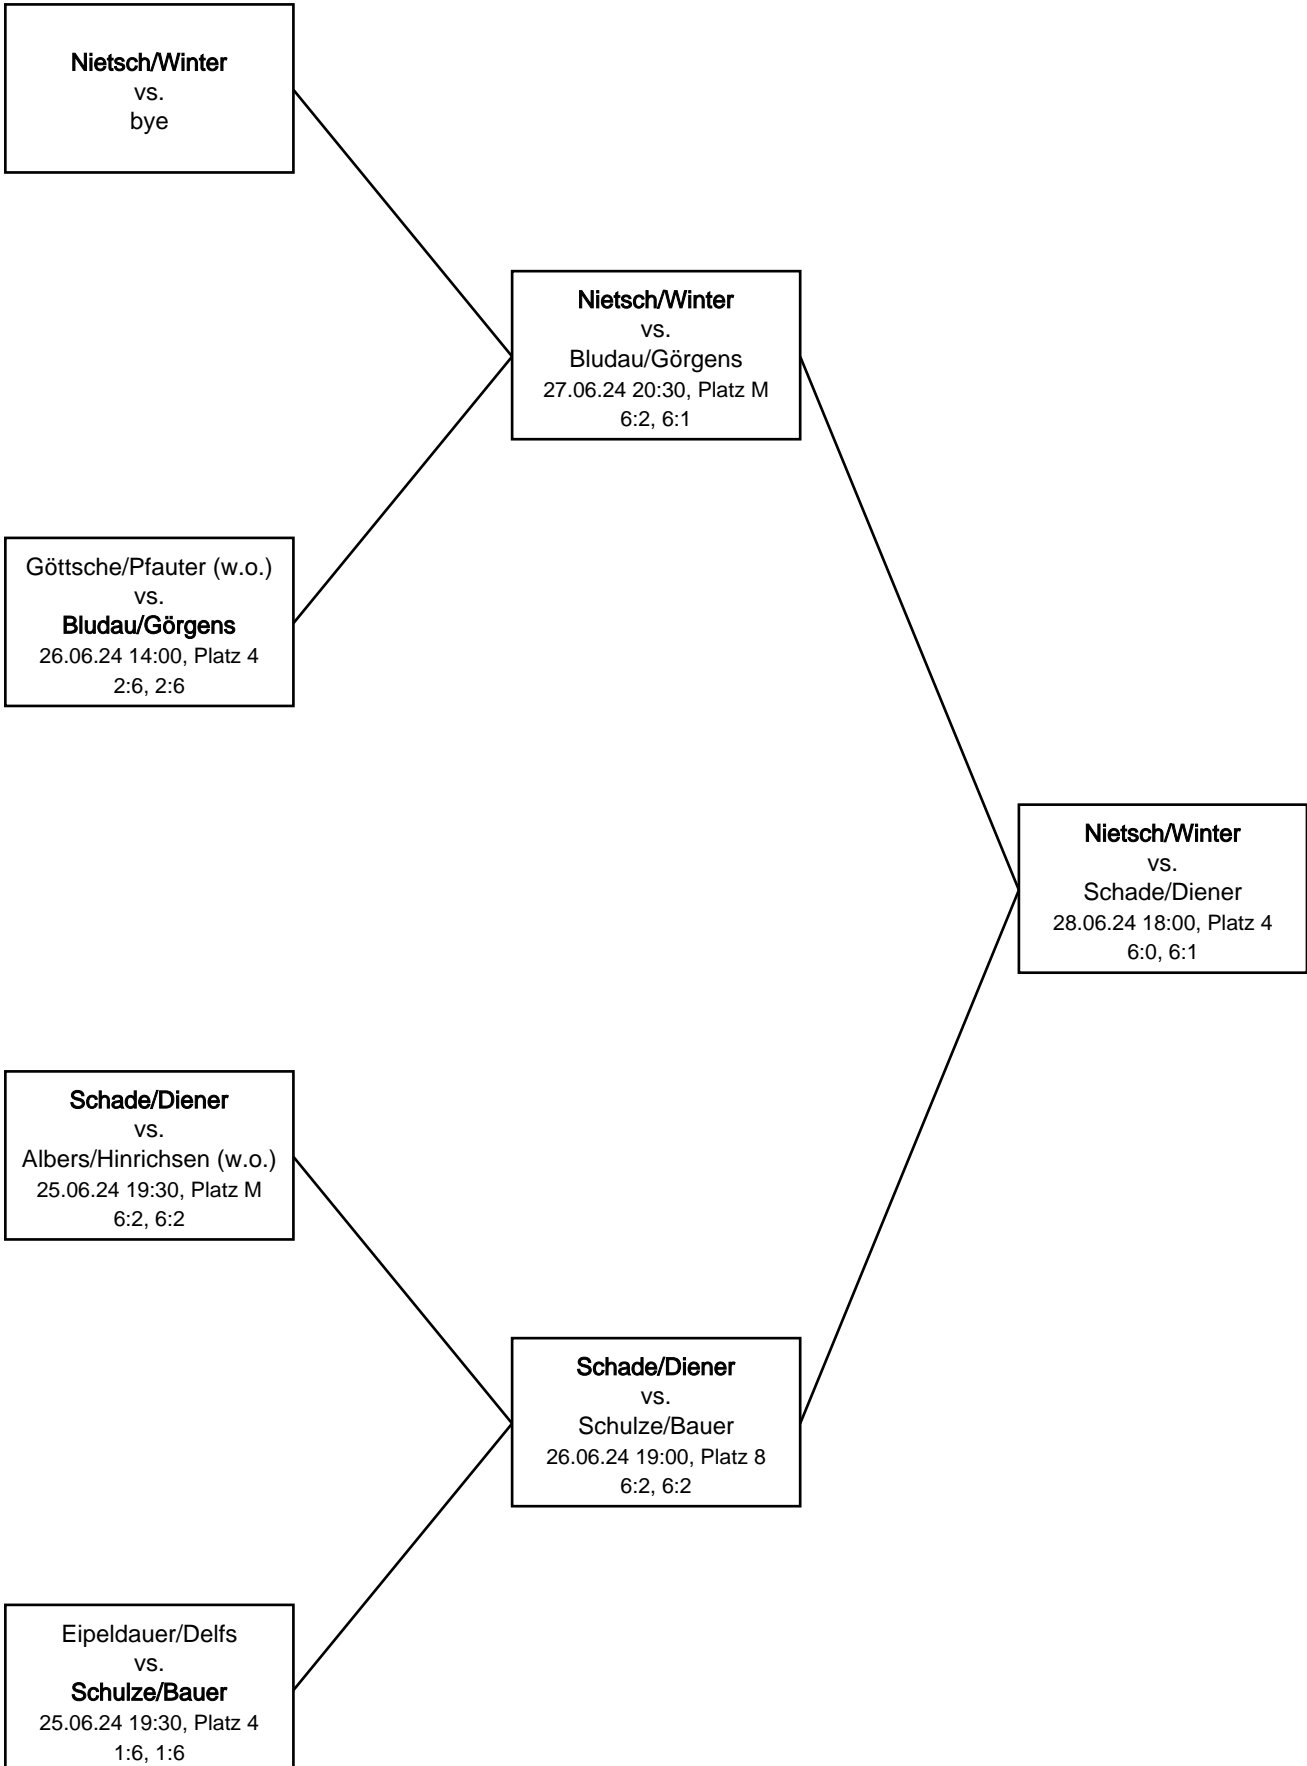 Nietsch/Winter
vs.
bye
Nietsch/Winter
vs.
Bludau/Görgens
27.06.24 20:30, Platz M
6:2, 6:1
Göttsche/Pfauter (w.o.)
vs.
Bludau/Görgens
26.06.24 14:00, Platz 4
2:6, 2:6
Nietsch/Winter
vs.
Schade/Diener
28.06.24 18:00, Platz 4
6:0, 6:1
Schade/Diener
vs.
Albers/Hinrichsen (w.o.)
25.06.24 19:30, Platz M
6:2, 6:2
Schade/Diener
vs.
Schulze/Bauer
26.06.24 19:00, Platz 8
6:2, 6:2
Eipeldauer/Delfs
vs.
Schulze/Bauer
25.06.24 19:30, Platz 4
1:6, 1:6